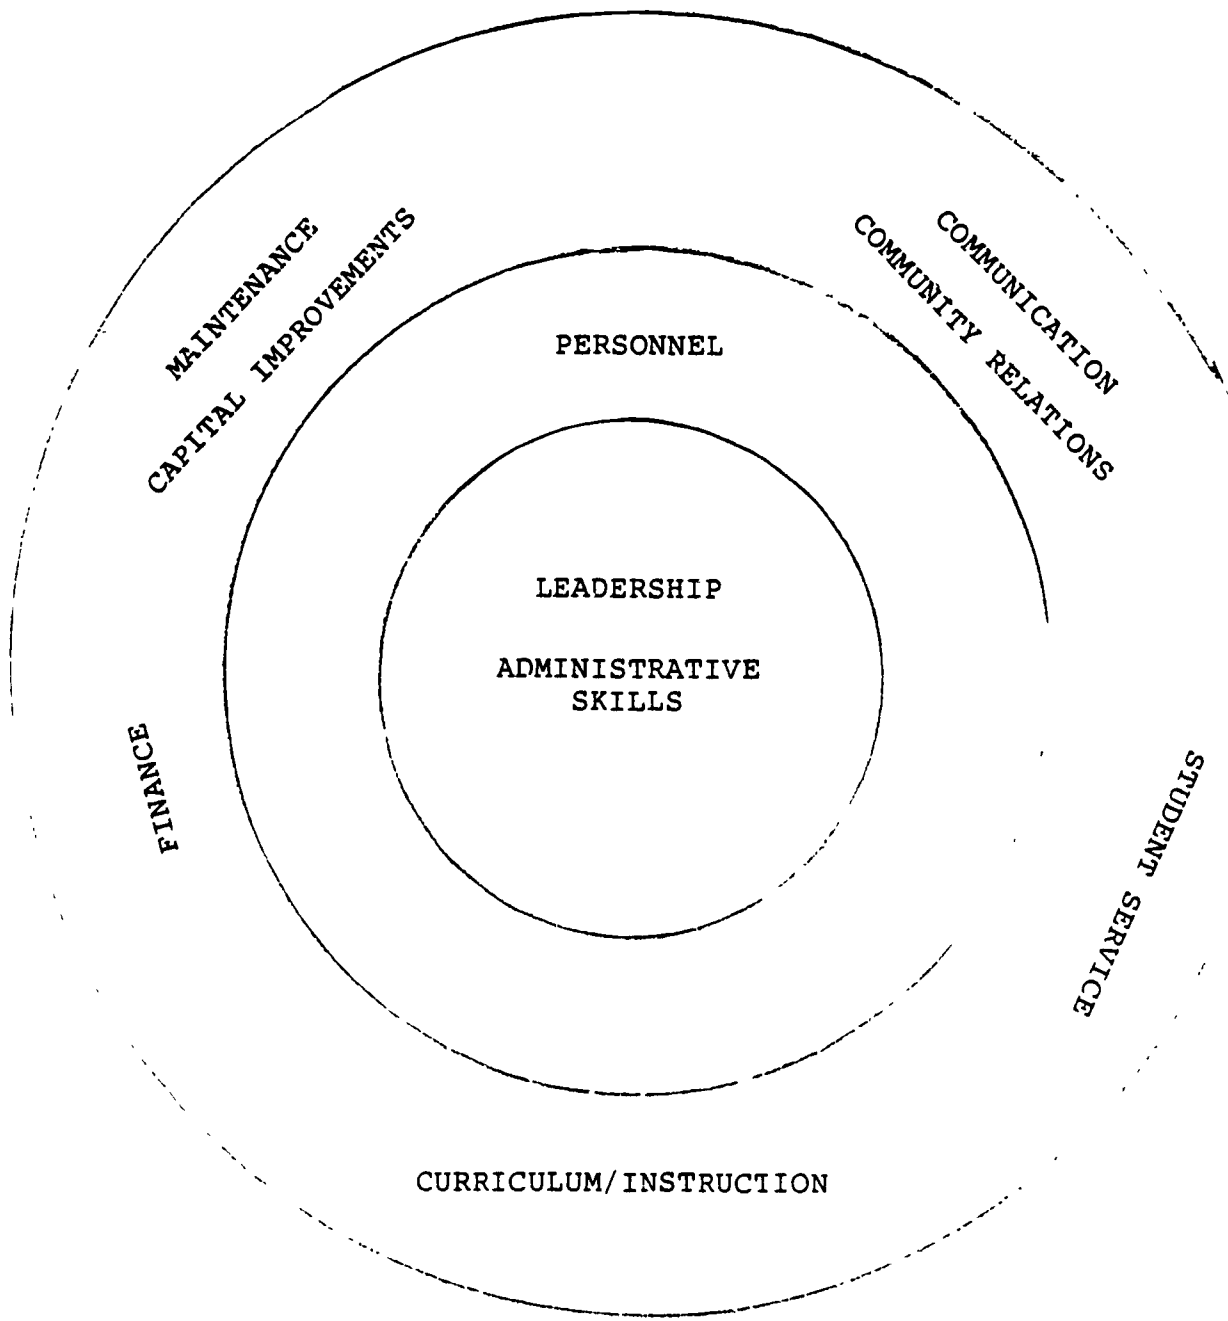 MAINTENANCE
CAPITAL IMPROVEMENTS
COMMUNICATION
COMMUNITY RELATIONS
PERSONNEL
LEADERSHIP
ADMINISTRATIVE
SKILLS
FINANCE
STUDENT SERVICE
CURRICULUM/INSTRUCTION